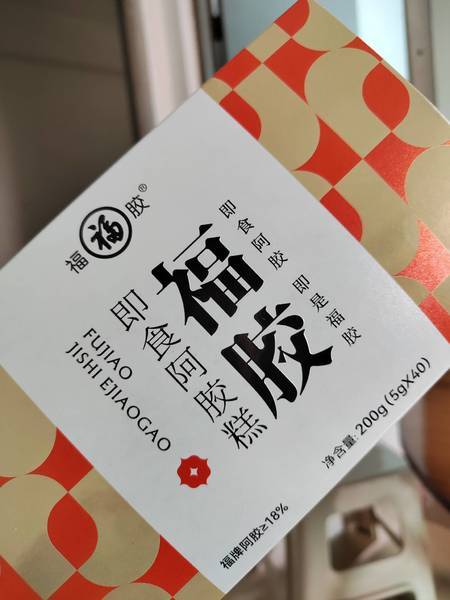 福 福 胶®
福胶
即食阿胶 即是福胶
即食阿胶糕
FUJIAO
JISHI EJIAOGAO
净含量: 200g (5gX40)
福牌阿胶≥18%